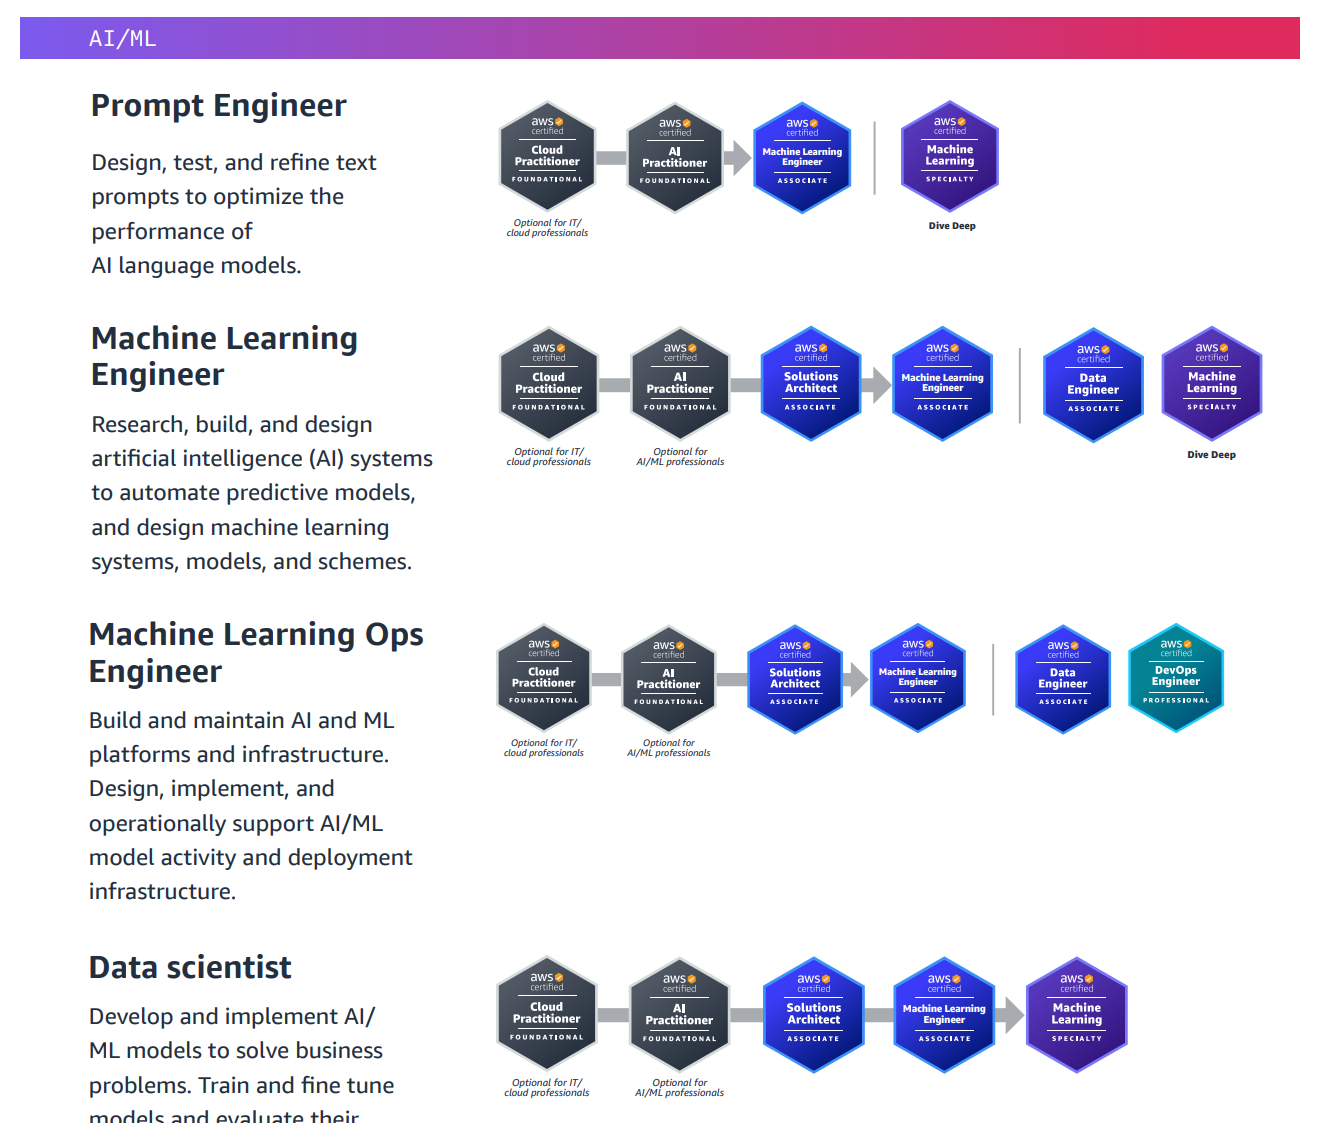 AI/ML
Prompt Engineer
Design, test, and refine text
prompts to optimize the
performance of
AI language models.
aws
certified
Cloud
Practitioner
FOUNDATIONAL
Optional for IT/
cloud professionals
aws
certified
AI
Practitioner
FOUNDATIONAL
aws
certified
Machine Learning
Engineer
ASSOCIATE
aws
certified
Machine
Learning
SPECIALTY
Dive Deep
Machine Learning
Engineer
Research, build, and design
artificial intelligence (AI) systems
to automate predictive models,
and design machine learning
systems, models, and schemes.
aws
certified
Cloud
Practitioner
FOUNDATIONAL
Optional for IT/
cloud professionals
aws
certified
AI
Practitioner
FOUNDATIONAL
Optional for
AI/ML professionals
aws
certified
Solutions
Architect
ASSOCIATE
aws
certified
Machine Learning
Engineer
ASSOCIATE
aws
certified
Data
Engineer
ASSOCIATE
aws
certified
Machine
Learning
SPECIALTY
Dive Deep
Machine Learning Ops
Engineer
Build and maintain AI and ML
platforms and infrastructure.
Design, implement, and
operationally support AI/ML
model activity and deployment
infrastructure.
aws
certified
Cloud
Practitioner
FOUNDATIONAL
Optional for IT/
cloud professionals
aws
certified
AI
Practitioner
FOUNDATIONAL
Optional for
AI/ML professionals
aws
certified
Solutions
Architect
ASSOCIATE
aws
certified
Machine Learning
Engineer
ASSOCIATE
aws
certified
Data
Engineer
ASSOCIATE
aws
certified
DevOps
Engineer
PROFESSIONAL
Data scientist
Develop and implement AI/
ML models to solve business
problems. Train and fine tune
models and evaluate their
aws
certified
Cloud
Practitioner
FOUNDATIONAL
Optional for IT/
cloud professionals
aws
certified
AI
Practitioner
FOUNDATIONAL
Optional for
AI/ML professionals
aws
certified
Solutions
Architect
ASSOCIATE
aws
certified
Machine Learning
Engineer
ASSOCIATE
aws
certified
Machine
Learning
SPECIALTY